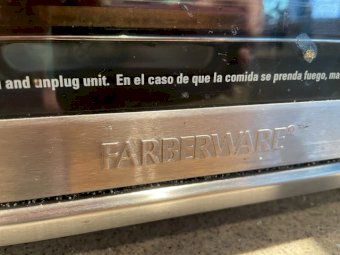 and unplug unit. En el caso de que la comida se prenda fuego,
FARBERWARE®